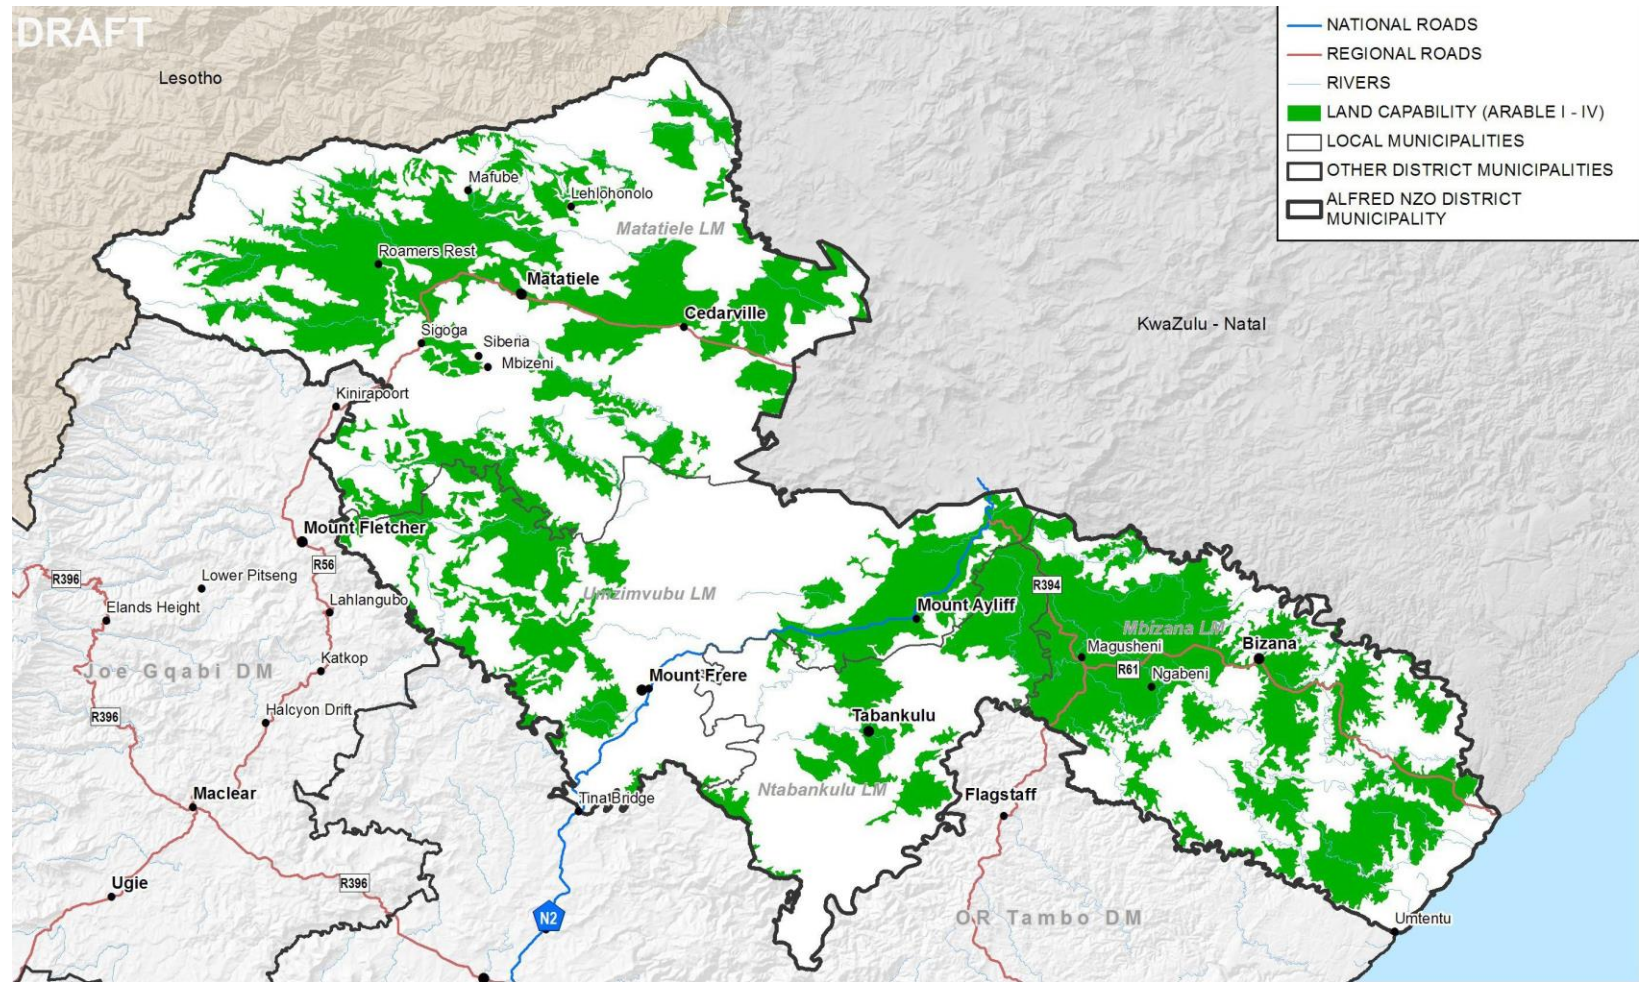 DRAFT
NATIONAL ROADS
REGIONAL ROADS
RIVERS
LAND CAPABILITY (ARABLE I - IV)
LOCAL MUNICIPALITIES
OTHER DISTRICT MUNICIPALITIES
ALFRED NZO DISTRICT
MUNICIPALITY
Lesotho
Mafube
Lehlohonolo
Matatiele LM
Roamers Rest
Matatiele
Cedarville
KwaZulu - Natal
Sigoga
Siberia
Mbizeni
Kinirapoort
Mount Fletcher
R56
R396
Lower Pitseng
Elands Height
Lahlangubo
Umzimvubu LM
R394
Mount Ayliff
Mbizana LM
Magusheni
Bizana
R61
Ngabeni
Joe Gqabi DM
Katkop
Mount Frere
R396
Halcyon Drift
Tabankulu
Ntabankulu LM
Maclear
Tina Bridge
Flagstaff
Ugie
R396
N2
OR Tambo DM
Umtentu